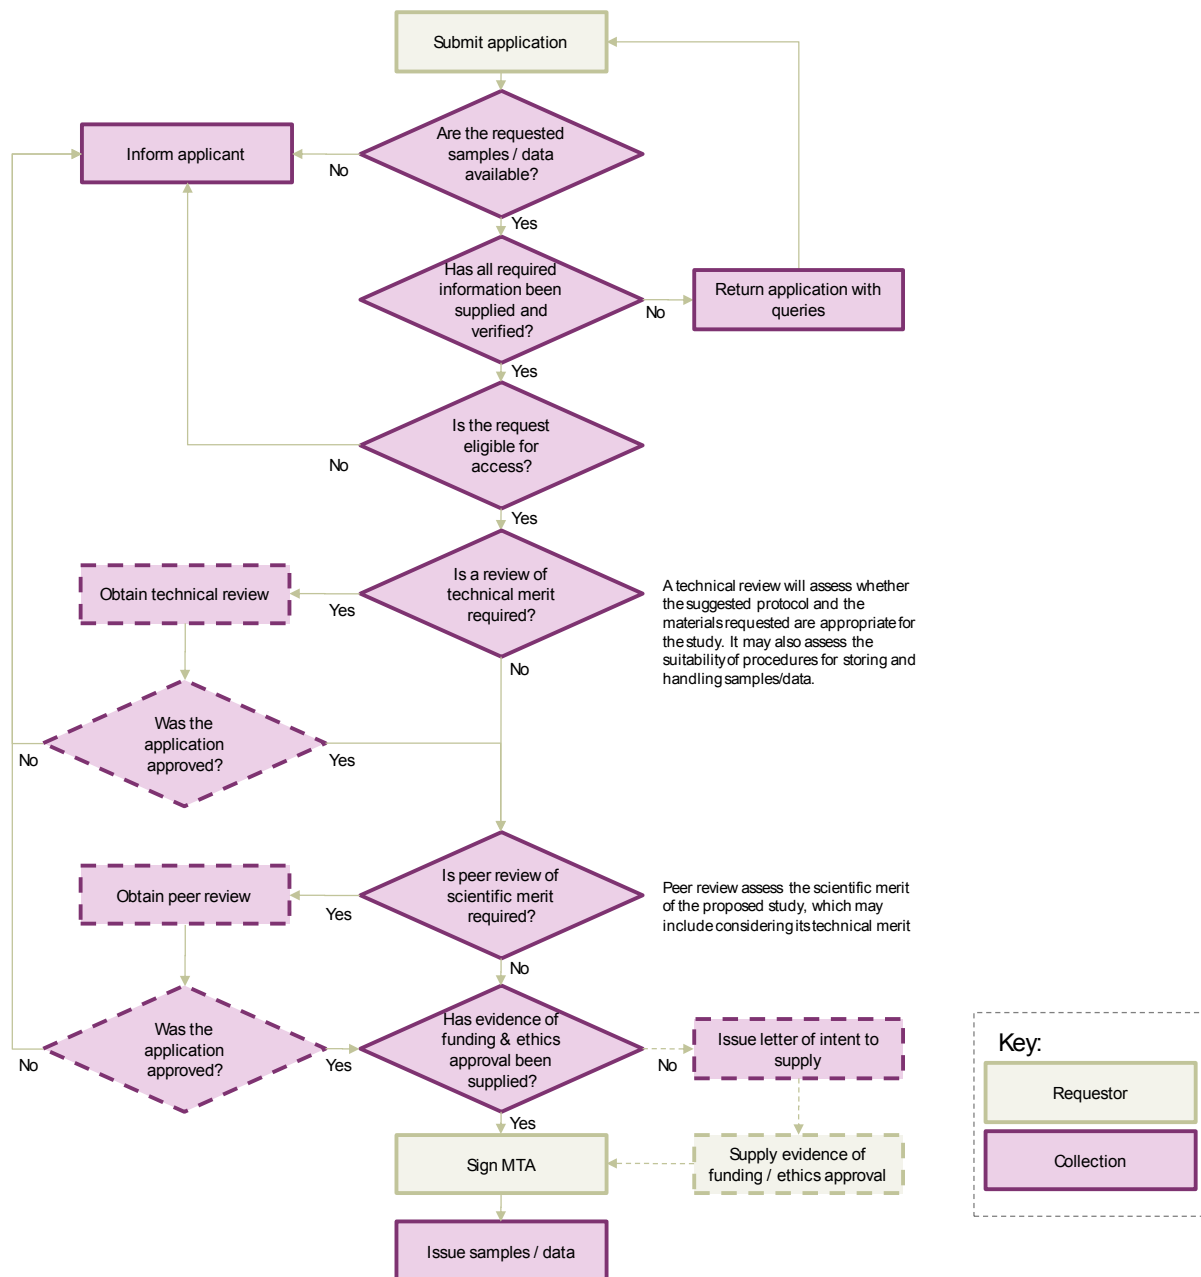 Submit application
Are the requested
samples / data
available?
Inform applicant
No
Yes
Has all required
information been
supplied and
verified?
No
Return application with
queries
Yes
Is the request
eligible for
access?
No
Yes
Is a review of
technical merit
required?
Yes
Obtain technical review
A technical review will assess whether
the suggested protocol and the
materials requested are appropriate for
the study. It may also assess the
suitability of procedures for storing and
handling samples/data.
No
Was the
application
approved?
No
Yes
Is peer review of
scientific merit
required?
Yes
Obtain peer review
Peer review assess the scientific merit
of the proposed study, which may
include considering its technical merit
No
Was the
application
approved?
No
Yes
Has evidence of
funding & ethics
approval been
supplied?
No
Issue letter of intent to
supply
Yes
Sign MTA
Supply evidence of
funding / ethics approval
Issue samples / data
Key:
Requestor
Collection